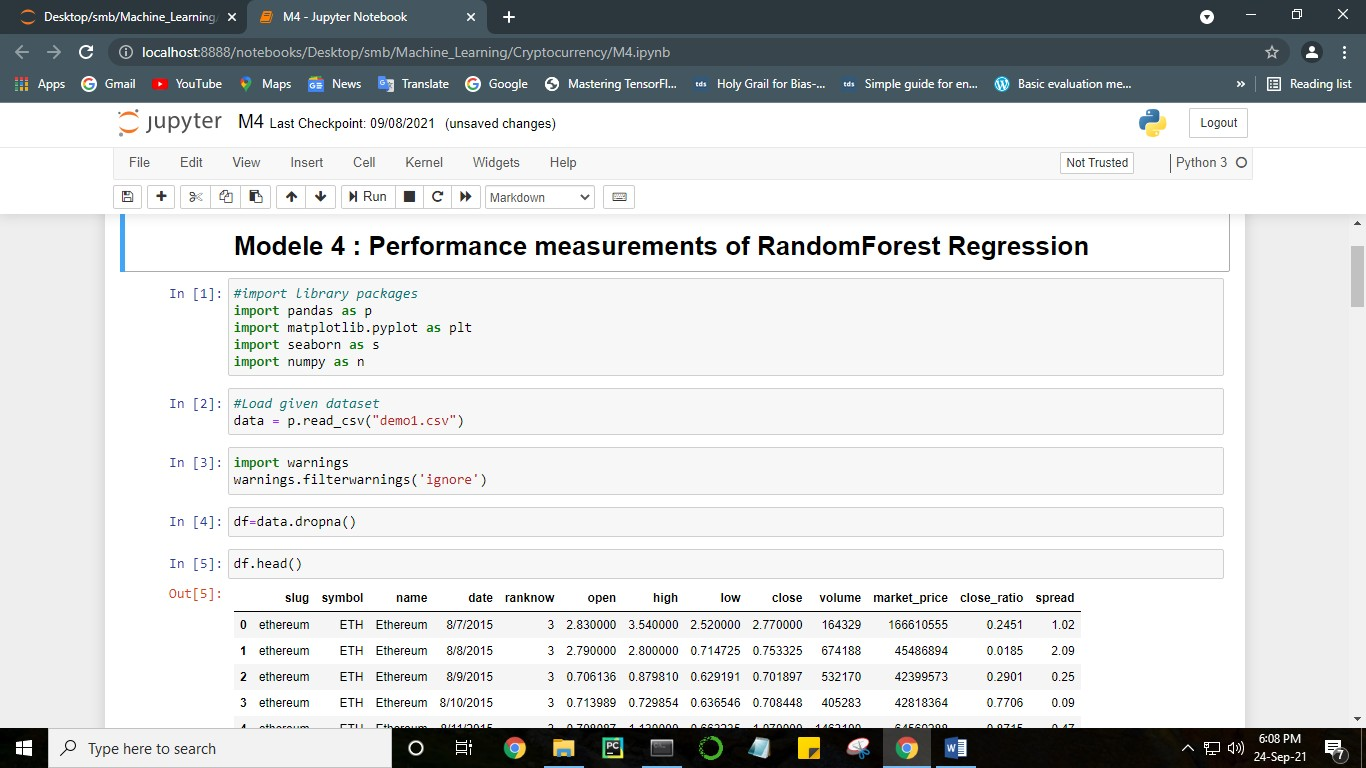 Desktop/smb/Machine_Learning
M4 - Jupyter Notebook
localhost:8888/notebooks/Desktop/smb/Machine_Learning/Cryptocurrency/M4.ipynb
Apps Gmail YouTube Maps News Translate Google Mastering TensorFl... Holy Grail for Bias-... Simple guide for en... Basic evaluation me... » Reading list
jupyter M4 Last Checkpoint: 09/08/2021 (unsaved changes) Logout
File Edit View Insert Cell Kernel Widgets Help Not Trusted Python 3
Run Markdown
Modele 4 : Performance measurements of RandomForest Regression
In [1]: #import library packages
import pandas as p
import matplotlib.pyplot as plt
import seaborn as s
import numpy as n
In [2]: #Load given dataset
data = p.read_csv("demo1.csv")
In [3]: import warnings
warnings.filterwarnings('ignore')
In [4]: df=data.dropna()
In [5]: df.head()
Out[5]:
slug symbol name date ranknow open high low close volume market_price close_ratio spread
0 ethereum ETH Ethereum 8/7/2015 3 2.830000 3.540000 2.520000 2.770000 164329 166610555 0.2451 1.02
1 ethereum ETH Ethereum 8/8/2015 3 2.790000 2.800000 0.714725 0.753325 674188 45486894 0.0185 2.09
2 ethereum ETH Ethereum 8/9/2015 3 0.706136 0.879810 0.629191 0.701897 532170 42399573 0.2901 0.25
3 ethereum ETH Ethereum 8/10/2015 3 0.713989 0.729854 0.636546 0.708448 405283 42818364 0.7706 0.09
4 ethereum ETH Ethereum 8/11/2015 3
Type here to search
PC
6:08 PM
24-Sep-21
7